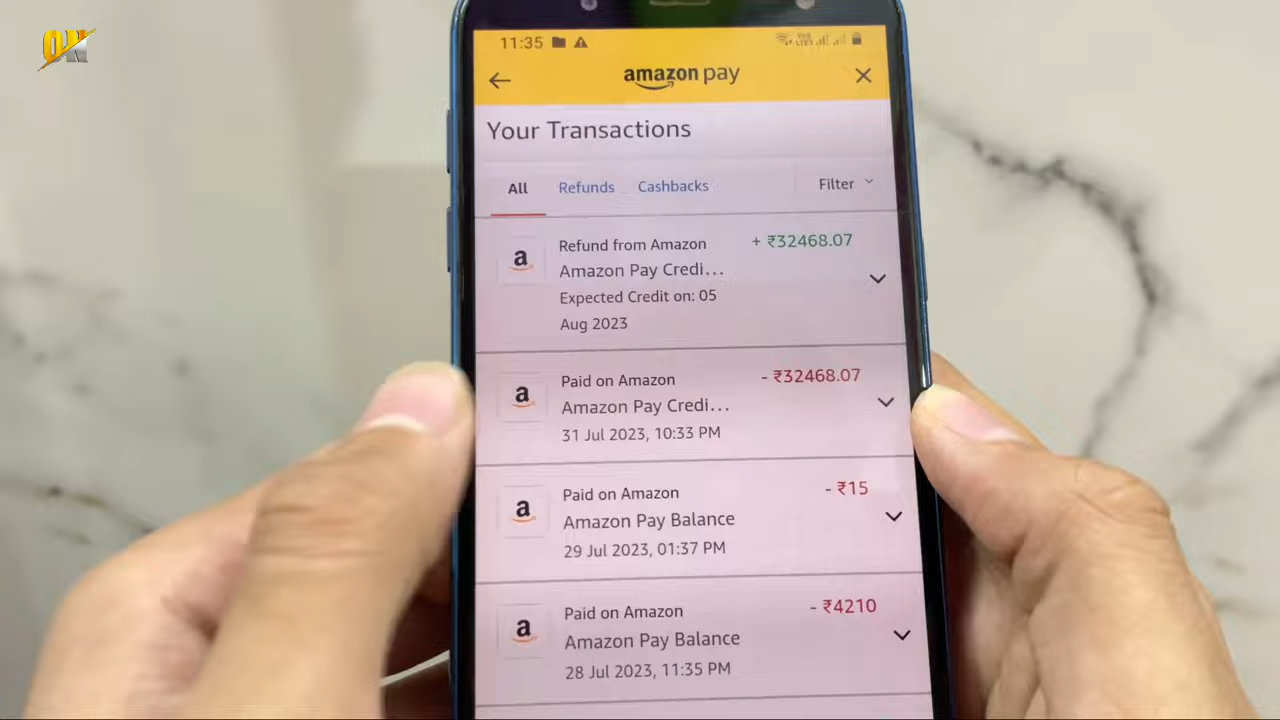 ON
11:35
amazon pay
Your Transactions
All Refunds Cashbacks Filter
Refund from Amazon + ₹32468.07
Amazon Pay Credi...
Expected Credit on: 05
Aug 2023
a
Paid on Amazon - ₹32468.07
Amazon Pay Credi...
31 Jul 2023, 10:33 PM
a
Paid on Amazon - ₹15
Amazon Pay Balance
29 Jul 2023, 01:37 PM
a
Paid on Amazon - ₹4210
Amazon Pay Balance
28 Jul 2023, 11:35 PM
a